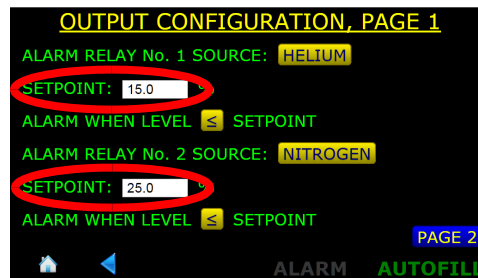 OUTPUT CONFIGURATION, PAGE 1
ALARM RELAY No. 1 SOURCE: HELIUM
SETPOINT: 15.0 %
ALARM WHEN LEVEL ≤ SETPOINT
ALARM RELAY No. 2 SOURCE: NITROGEN
SETPOINT: 25.0 %
ALARM WHEN LEVEL ≤ SETPOINT
PAGE 2
ALARM AUTOFILL